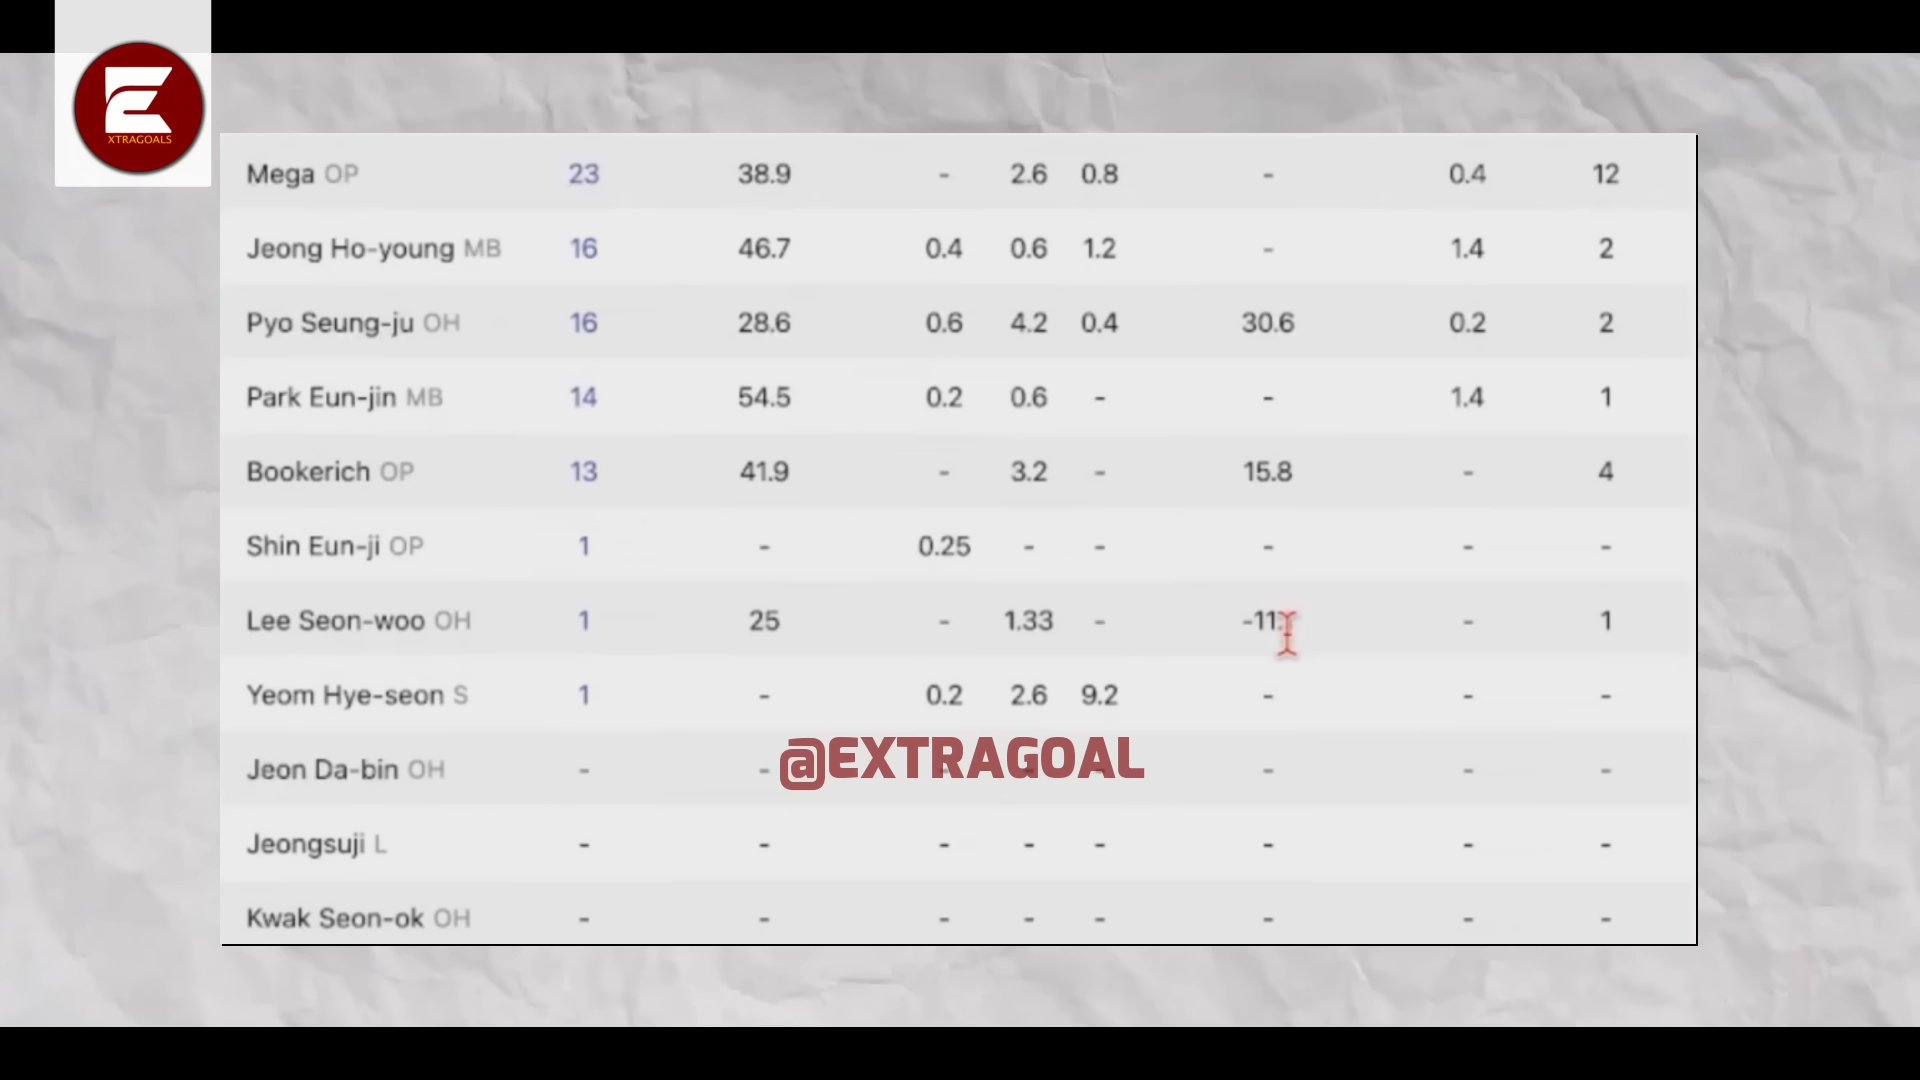 XTRAGOALS
Mega OP 23 38.9 - 2.6 0.8 - 0.4 12
Jeong Ho-young MB 16 46.7 0.4 0.6 1.2 - 1.4 2
Pyo Seung-ju OH 16 28.6 0.6 4.2 0.4 30.6 0.2 2
Park Eun-jin MB 14 54.5 0.2 0.6 - - 1.4 1
Bookerich OP 13 41.9 - 3.2 - 15.8 - 4
Shin Eun-ji OP 1 - 0.25 - - - - -
Lee Seon-woo OH 1 25 - 1.33 - - 1
Yeom Hye-seon S 1 - 0.2 2.6 9.2 - - -
@EXTRAGOAL
Jeon Da-bin OH - - - - - - - -
Jeongsuji L - - - - - - - -
Kwak Seon-ok OH - - - - - - - -